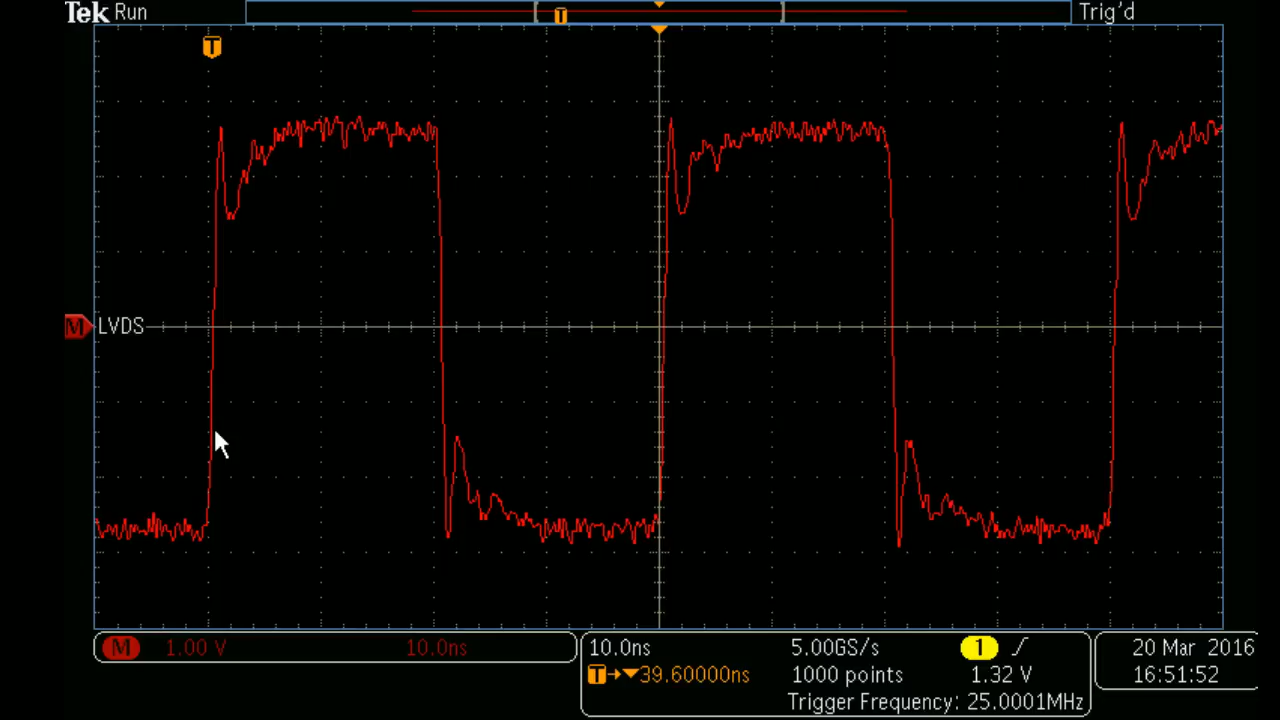 Tek Run Trig'd
T
T
M LVDS
M 1.00 V 10.0ns
10.0ns 5.00GS/s 1 1.32 V
T→▼39.60000ns 1000 points
Trigger Frequency: 25.0001MHz
20 Mar 2016
16:51:52